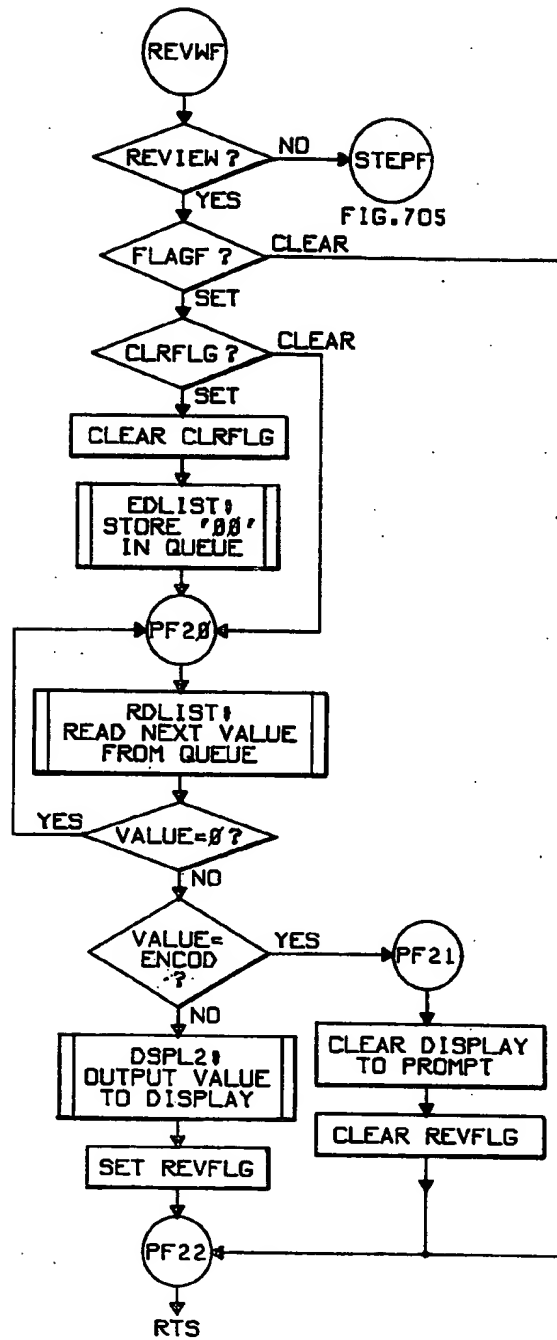 REVWF
REVIEW?
NO
STEPF
YES
FIG.705
FLAGF?
CLEAR
SET
CLRFLG?
CLEAR
SET
CLEAR CLRFLG
EDLIST;
STORE "00"
IN QUEUE
PF20
RDLIST;
READ NEXT VALUE
FROM QUEUE
YES
VALUE=0?
NO
VALUE=
ENCOD
?
YES
PF21
NO
CLEAR DISPLAY
TO PROMPT
DSPL2;
OUTPUT VALUE
TO DISPLAY
CLEAR REVFLG
SET REVFLG
PF22
RTS